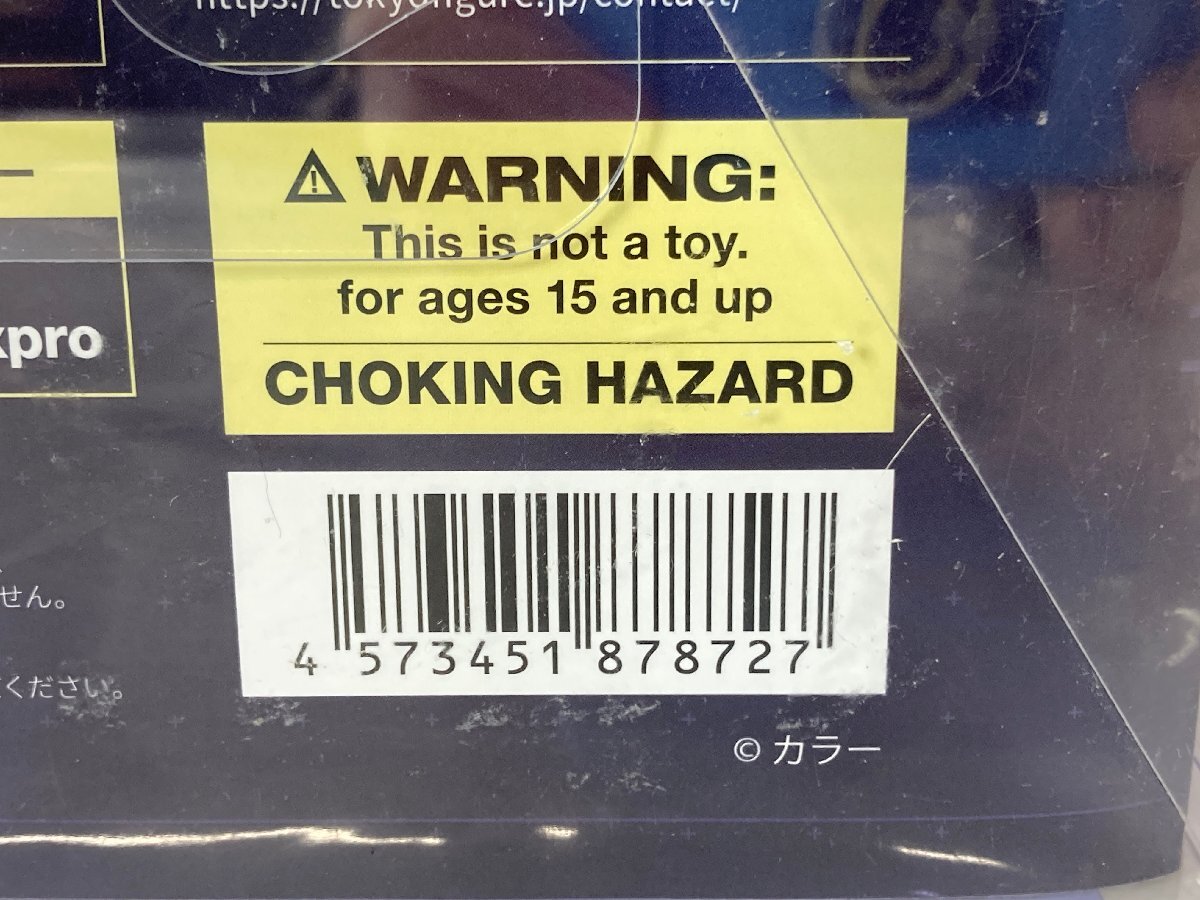 https://tokyofigure.jp/contact/
WARNING:
This is not a toy.
for ages 15 and up
CHOKING HAZARD
xpro
せん。
ください。
4 573451 878727
© カラー